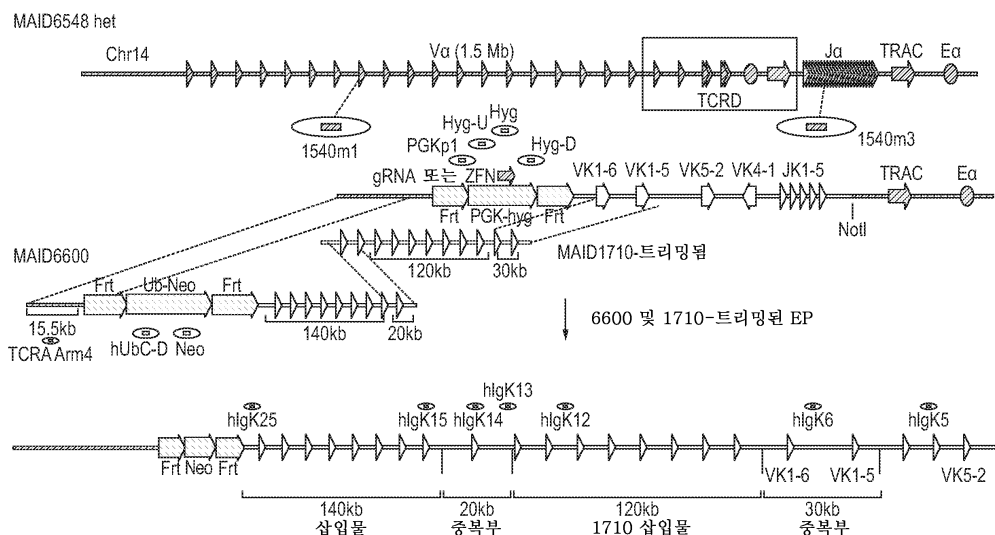 MAID6548 het
Chr14
Vα (1.5 Mb)
Jα
TRAC
Eα
TCRD
1540m1
1540m3
Hyg
Hyg-U
PGKp1
Hyg-D
gRNA 또는 ZFN
VK1-6
VK1-5
VK5-2
VK4-1
JK1-5
TRAC
Eα
Frt
PGK-hyg
Frt
NotI
MAID1710-트리밍됨
120kb
30kb
MAID6600
Frt
Ub-Neo
Frt
15.5kb
140kb
20kb
TCRA Arm4
hUbC-D
Neo
6600 및 1710-트리밍된 EP
hIgK25
hIgK15
hIgK14
hIgK13
hIgK12
hIgK6
hIgK5
Frt
Neo
Frt
VK1-6
VK1-5
VK5-2
140kb
삽입물
20kb
중복부
120kb
1710 삽입물
30kb
중복부